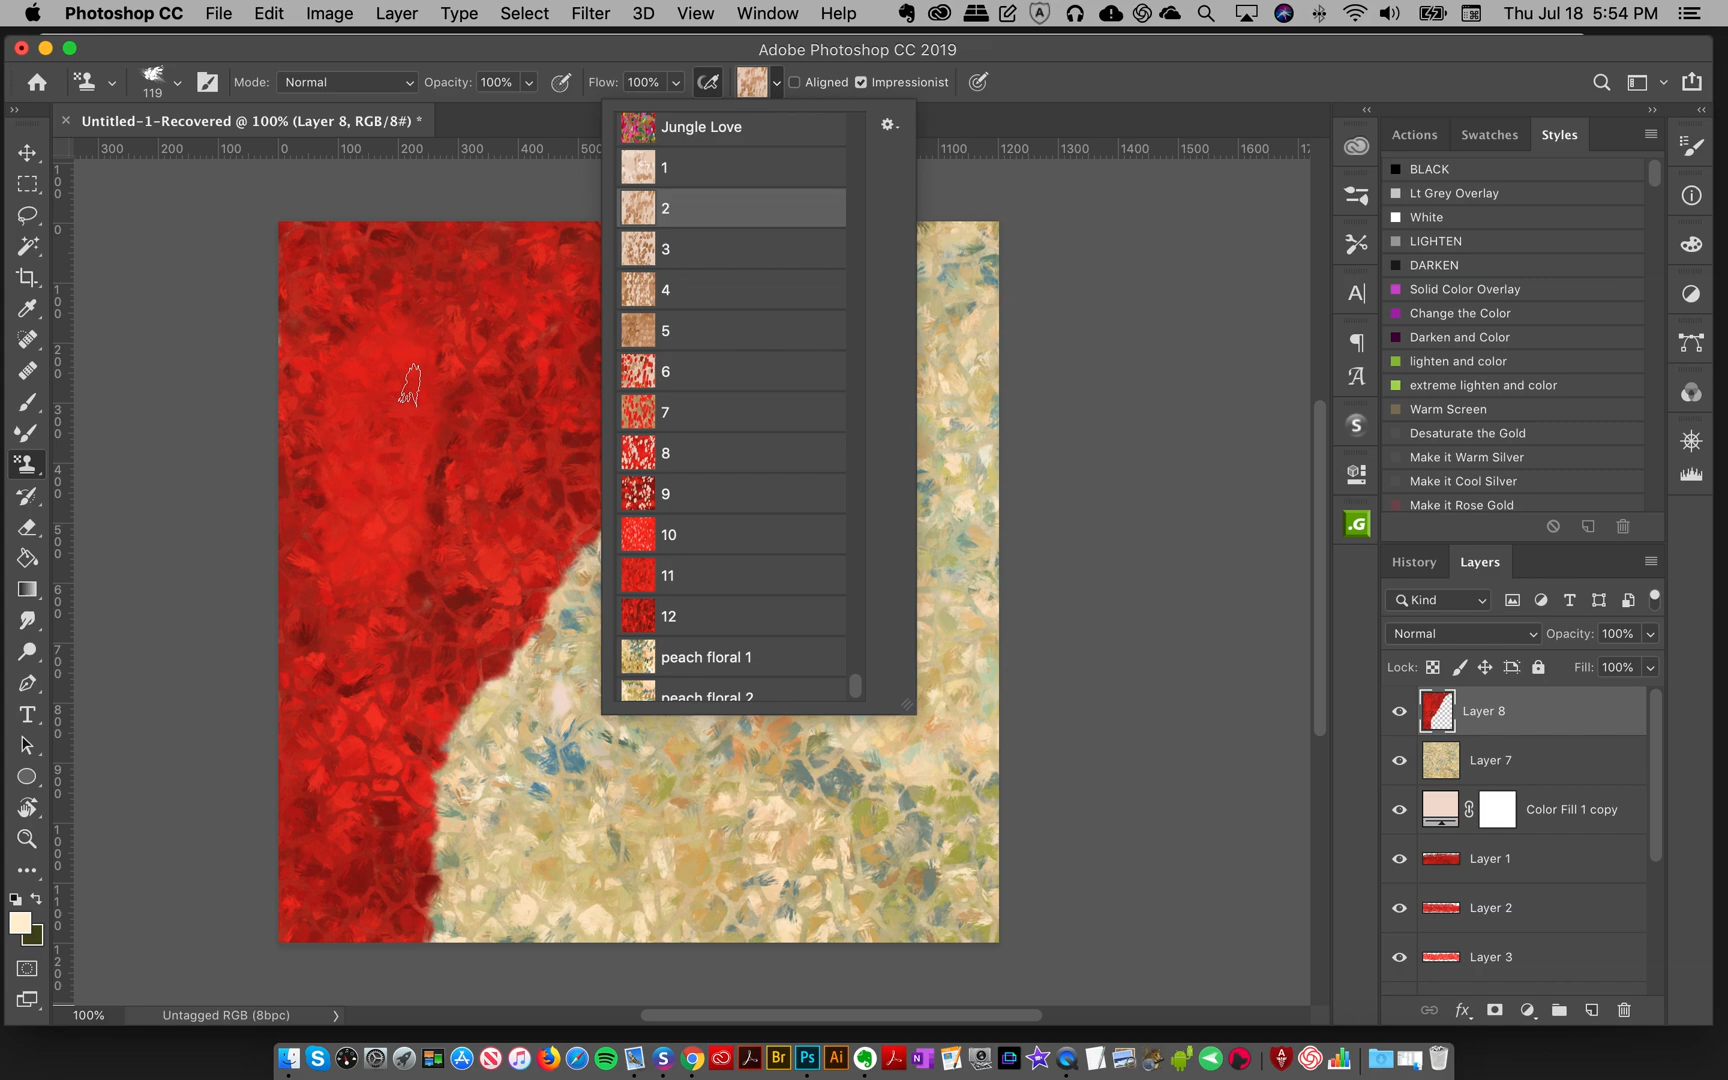 Photoshop CC File Edit Image Layer Type Select Filter 3D View Window Help Thu Jul 18 5:54 PM
Adobe Photoshop CC 2019
119 Mode: Normal Opacity: 100% Flow: 100% Aligned Impressionist
× Untitled-1-Recovered @ 100% (Layer 8, RGB/8#) *
300 200 100 0 100 200 300 400 500 1100 1200 1300 1400 1500 1600
Jungle Love
1
2
3
4
5
6
7
8
9
10
11
12
peach floral 1
peach floral 2
Actions Swatches Styles
BLACK
Lt Grey Overlay
White
LIGHTEN
DARKEN
Solid Color Overlay
Change the Color
Darken and Color
lighten and color
extreme lighten and color
Warm Screen
Desaturate the Gold
Make it Warm Silver
Make it Cool Silver
Make it Rose Gold
History Layers
Kind
Normal Opacity: 100%
Lock: Fill: 100%
Layer 8
Layer 7
Color Fill 1 copy
Layer 1
Layer 2
Layer 3
fx
100% Untagged RGB (8bpc)
Br Ps Ai